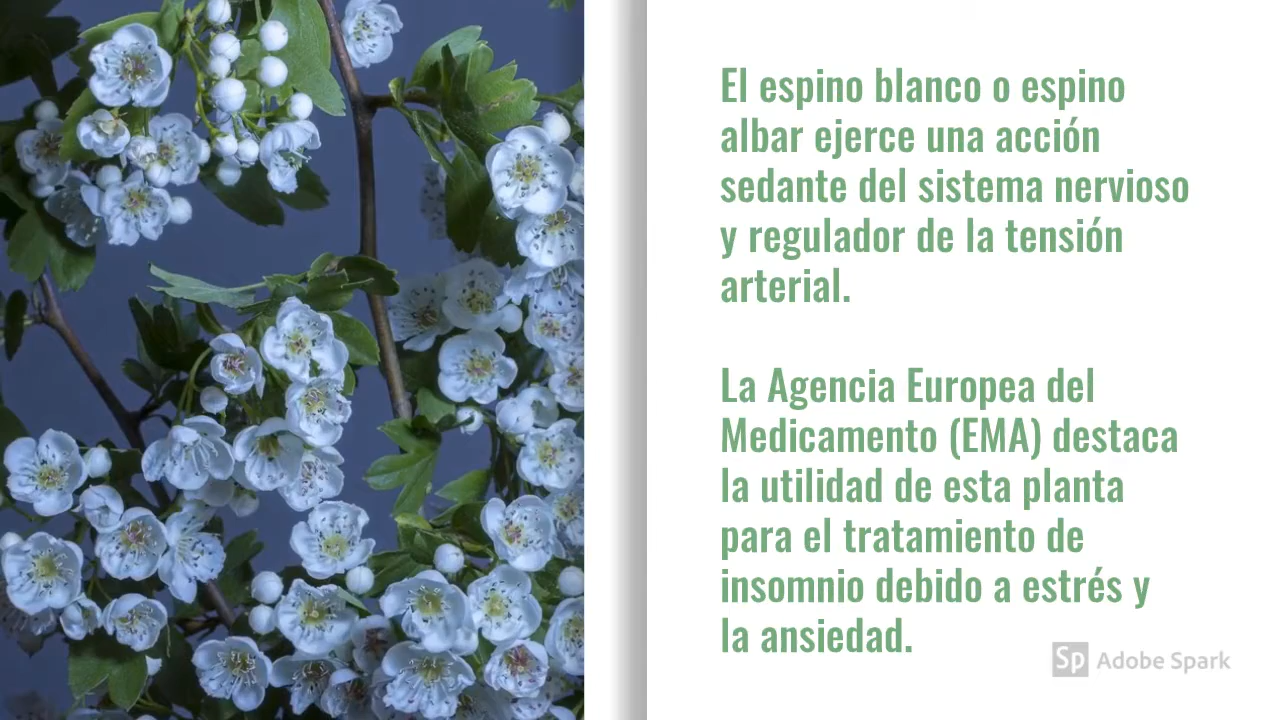 El espino blanco o espino
albar ejerce una acción
sedante del sistema nervioso
y regulador de la tensión
arterial.
La Agencia Europea del
Medicamento (EMA) destaca
la utilidad de esta planta
para el tratamiento de
insomnio debido a estrés y
la ansiedad.
Sp Adobe Spark